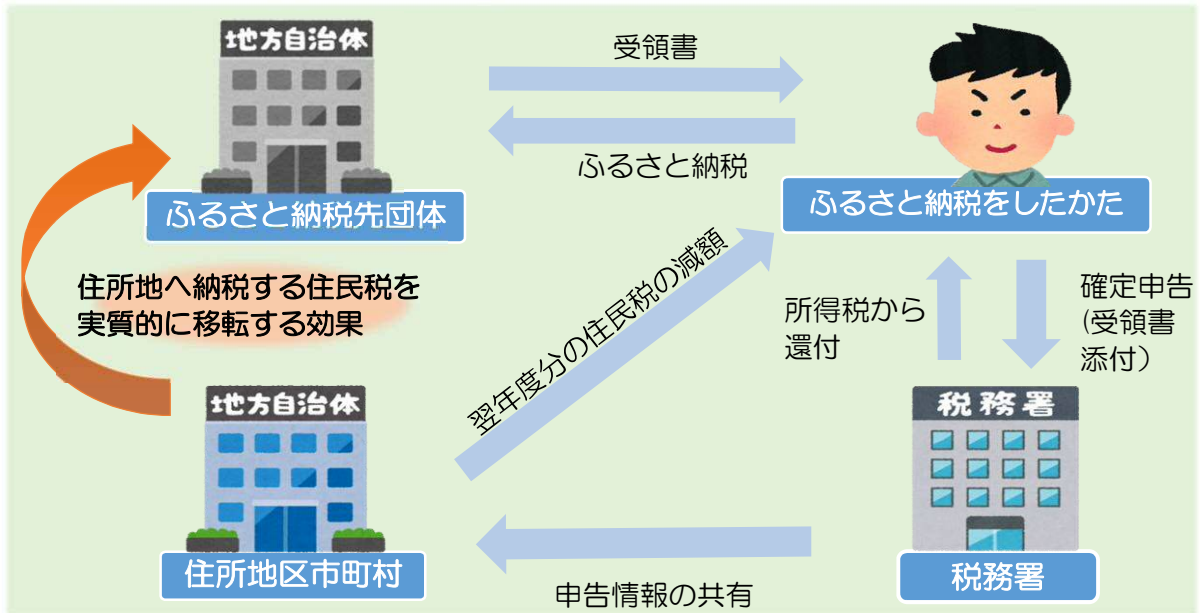 地方自治体
ふるさと納税先団体
受領書
ふるさと納税
ふるさと納税をしたかた
住所地へ納税する住民税を
実質的に移転する効果
翌年度分の住民税の減額
所得税から
還付
確定申告
(受領書
添付）
地方自治体
住所地区市町村
申告情報の共有
税務署
税務署